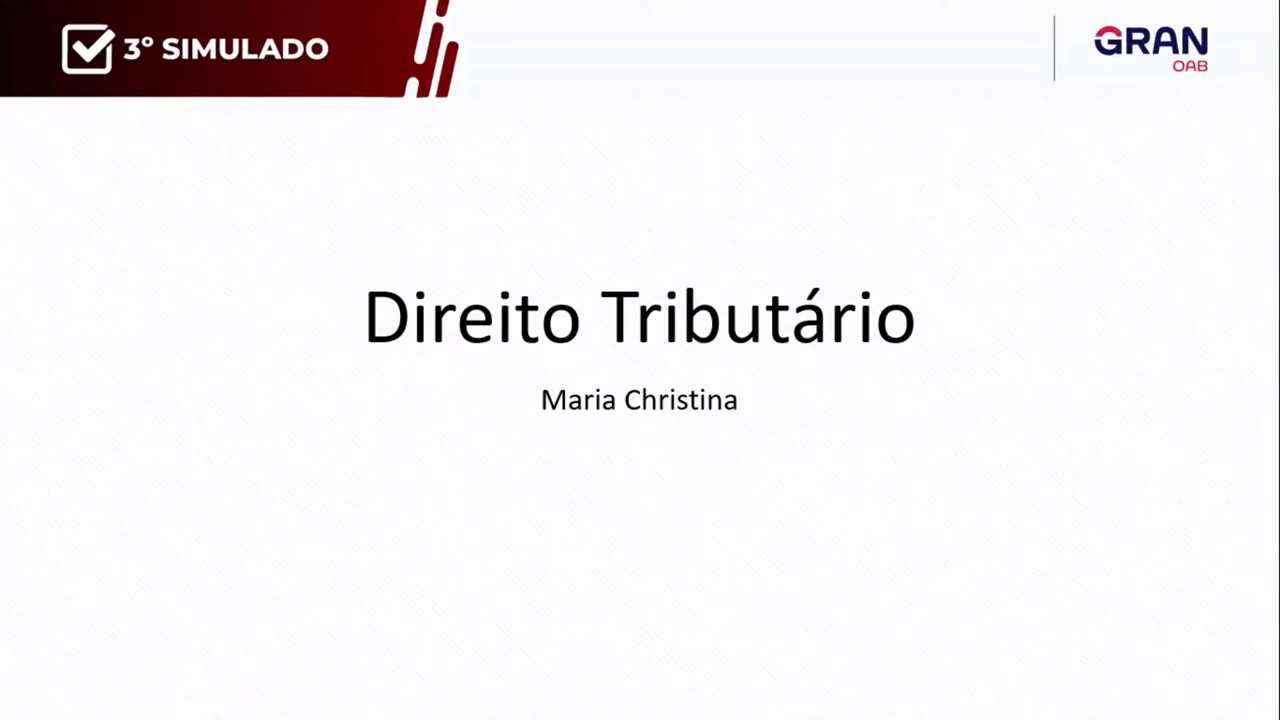 3º SIMULADO
GRAN
OAB
Direito Tributário
Maria Christina